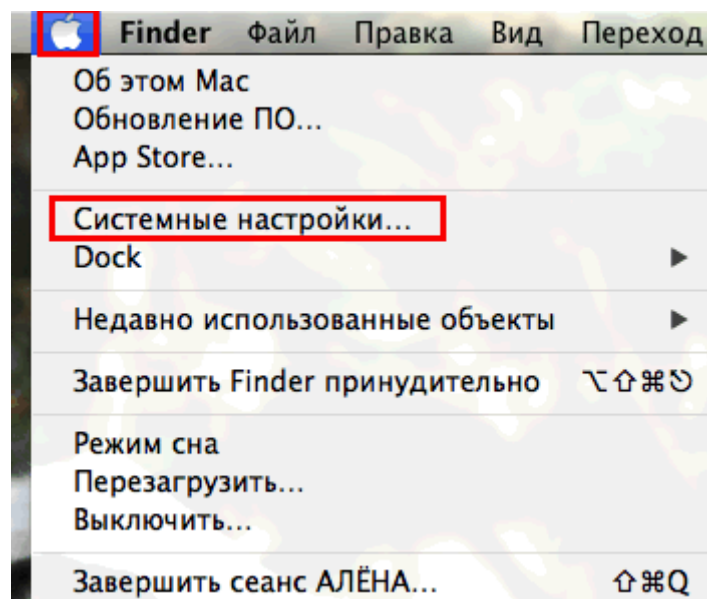 Finder Файл Правка Вид Переход
Об этом Mac
Обновление ПО...
App Store...
Системные настройки...
Dock ▶
Недавно использованные объекты ▶
Завершить Finder принудительно ⌥⇧⌘⎋
Режим сна
Перезагрузить...
Выключить...
Завершить сеанс АЛЁНА... ⇧⌘Q